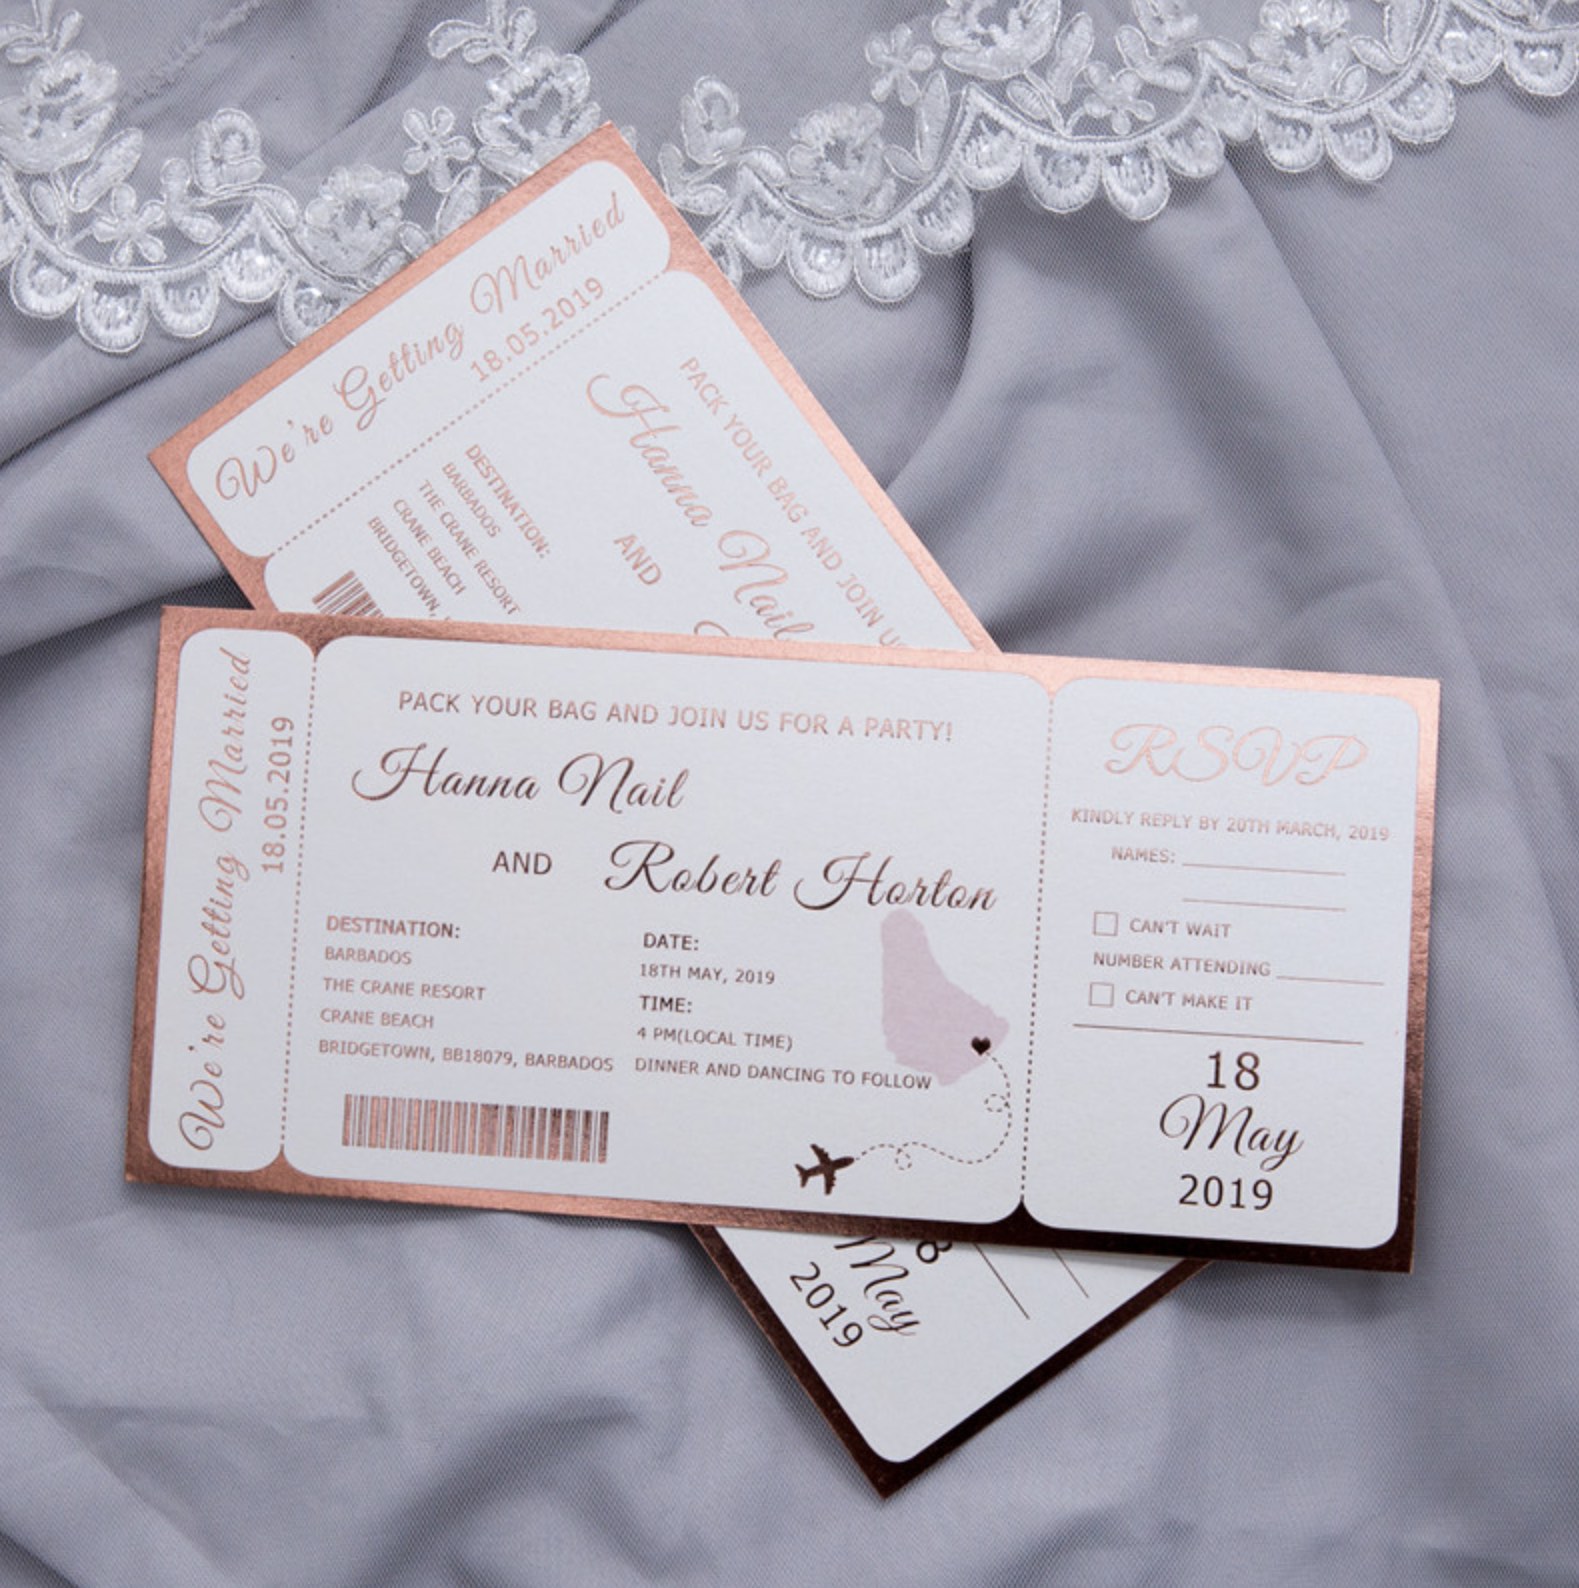 We're Getting Married
18.05.2019
PACK YOUR BAG AND JOIN US
Hanna Nail
AND
DESTINATION:
BARBADOS
THE CRANE RESORT
CRANE BEACH
BRIDGETOWN,
We're Getting Married
18.05.2019
PACK YOUR BAG AND JOIN US FOR A PARTY!
Hanna Nail
AND Robert Horton
DESTINATION:
BARBADOS
THE CRANE RESORT
CRANE BEACH
BRIDGETOWN, BB18079, BARBADOS
DATE:
18TH MAY, 2019
TIME:
4 PM(LOCAL TIME)
DINNER AND DANCING TO FOLLOW
RSVP
KINDLY REPLY BY 20TH MARCH, 2019
NAMES:
CAN'T WAIT
NUMBER ATTENDING
CAN'T MAKE IT
18
May
2019
8
May
2019